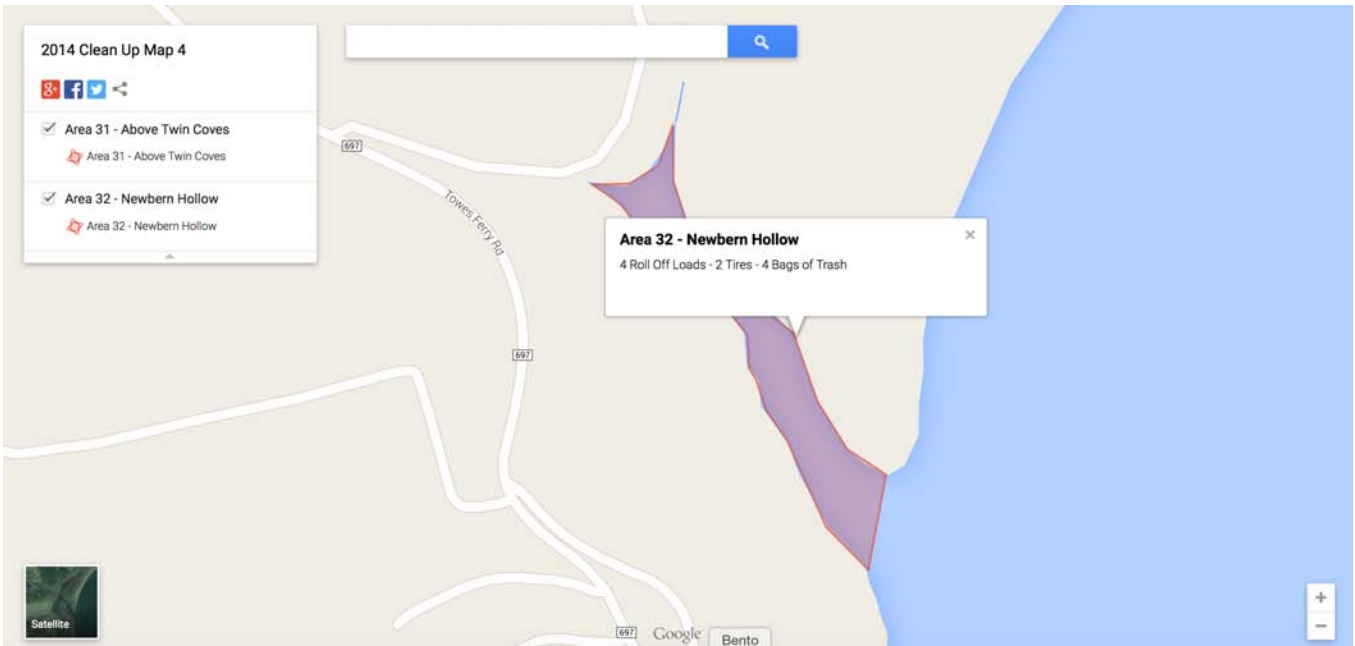 2014 Clean Up Map 4
8+
Area 31 - Above Twin Coves
Area 31 - Above Twin Coves
Area 32 - Newbern Hollow
Area 32 - Newbern Hollow
697
Towes Ferry Rd
697
Area 32 - Newbern Hollow
4 Roll Off Loads - 2 Tires - 4 Bags of Trash
Satellite
697
Google
Bento